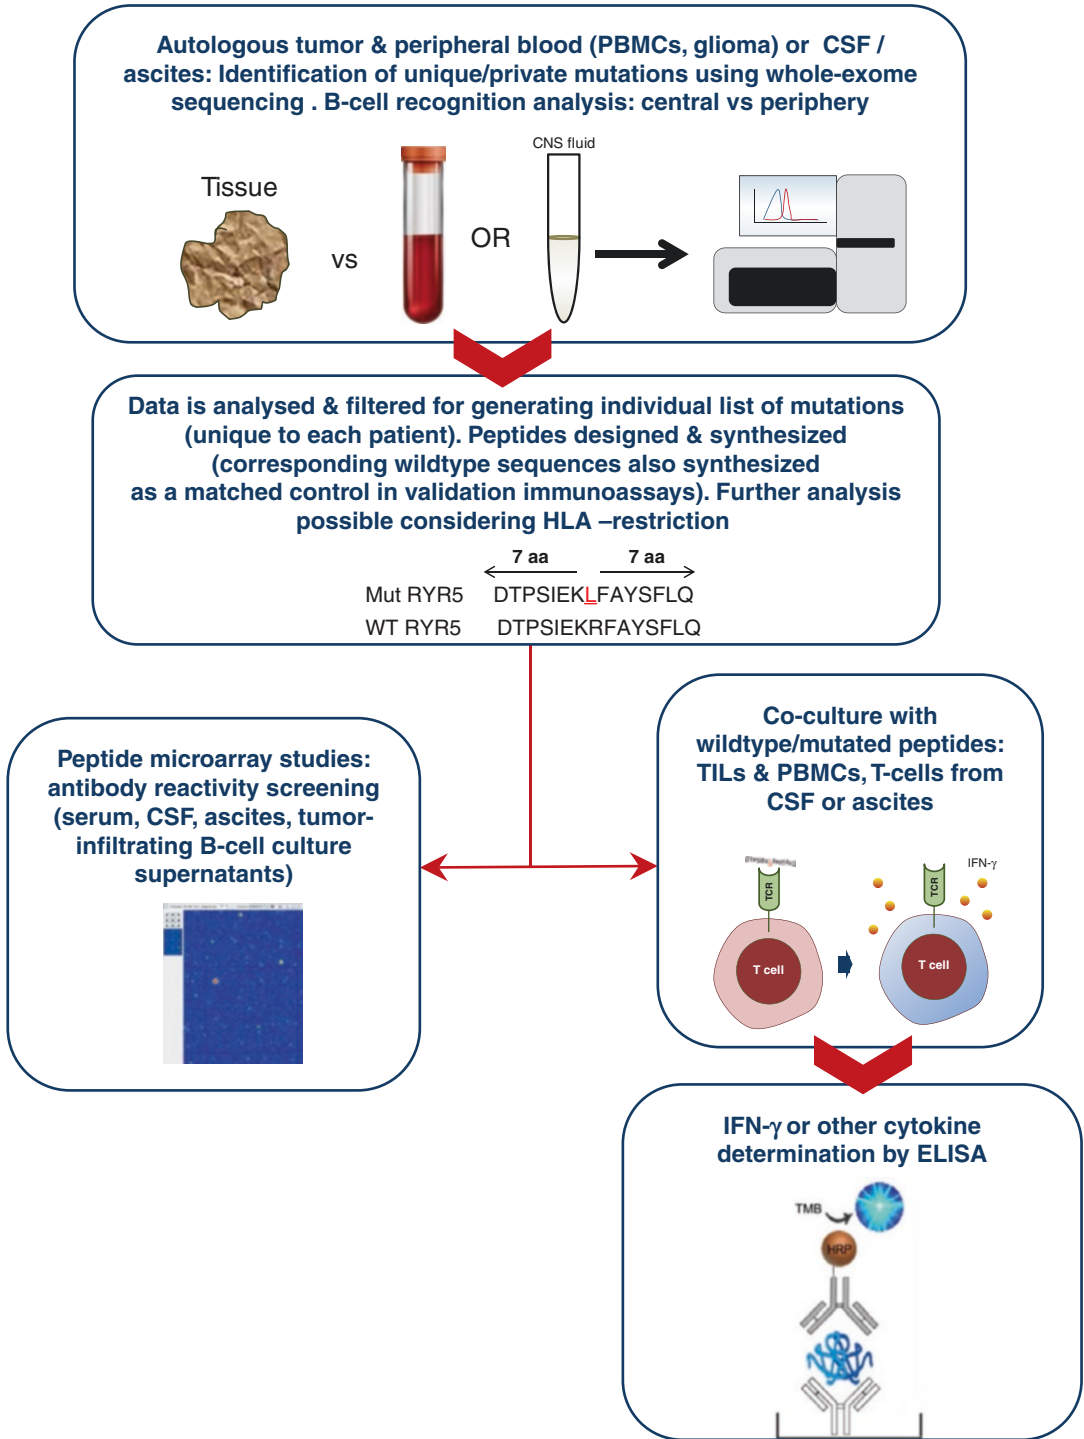 Autologous tumor & peripheral blood (PBMCs, glioma) or CSF /
ascites: Identification of unique/private mutations using whole-exome
sequencing . B-cell recognition analysis: central vs periphery
CNS fluid
Tissue
vs
OR
Data is analysed & filtered for generating individual list of mutations
(unique to each patient). Peptides designed & synthesized
(corresponding wildtype sequences also synthesized
as a matched control in validation immunoassays). Further analysis
possible considering HLA –restriction
7 aa 7 aa
Mut RYR5 DTPSIEKLFAYSFLQ
WT RYR5 DTPSIEKRFAYSFLQ
Peptide microarray studies:
antibody reactivity screening
(serum, CSF, ascites, tumor-
infiltrating B-cell culture
supernatants)
Co-culture with
wildtype/mutated peptides:
TILs & PBMCs, T-cells from
CSF or ascites
TCR
T cell
IFN-γ
TCR
T cell
IFN-γ or other cytokine
determination by ELISA
TMB
HRP